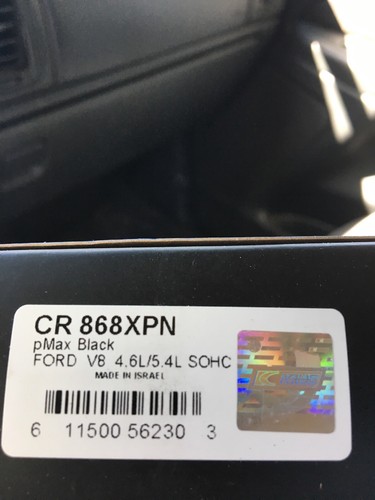 CR 868XPN
pMax Black
FORD V8 4.6L/5.4L SOHC
MADE IN ISRAEL
6 11500 56230 3